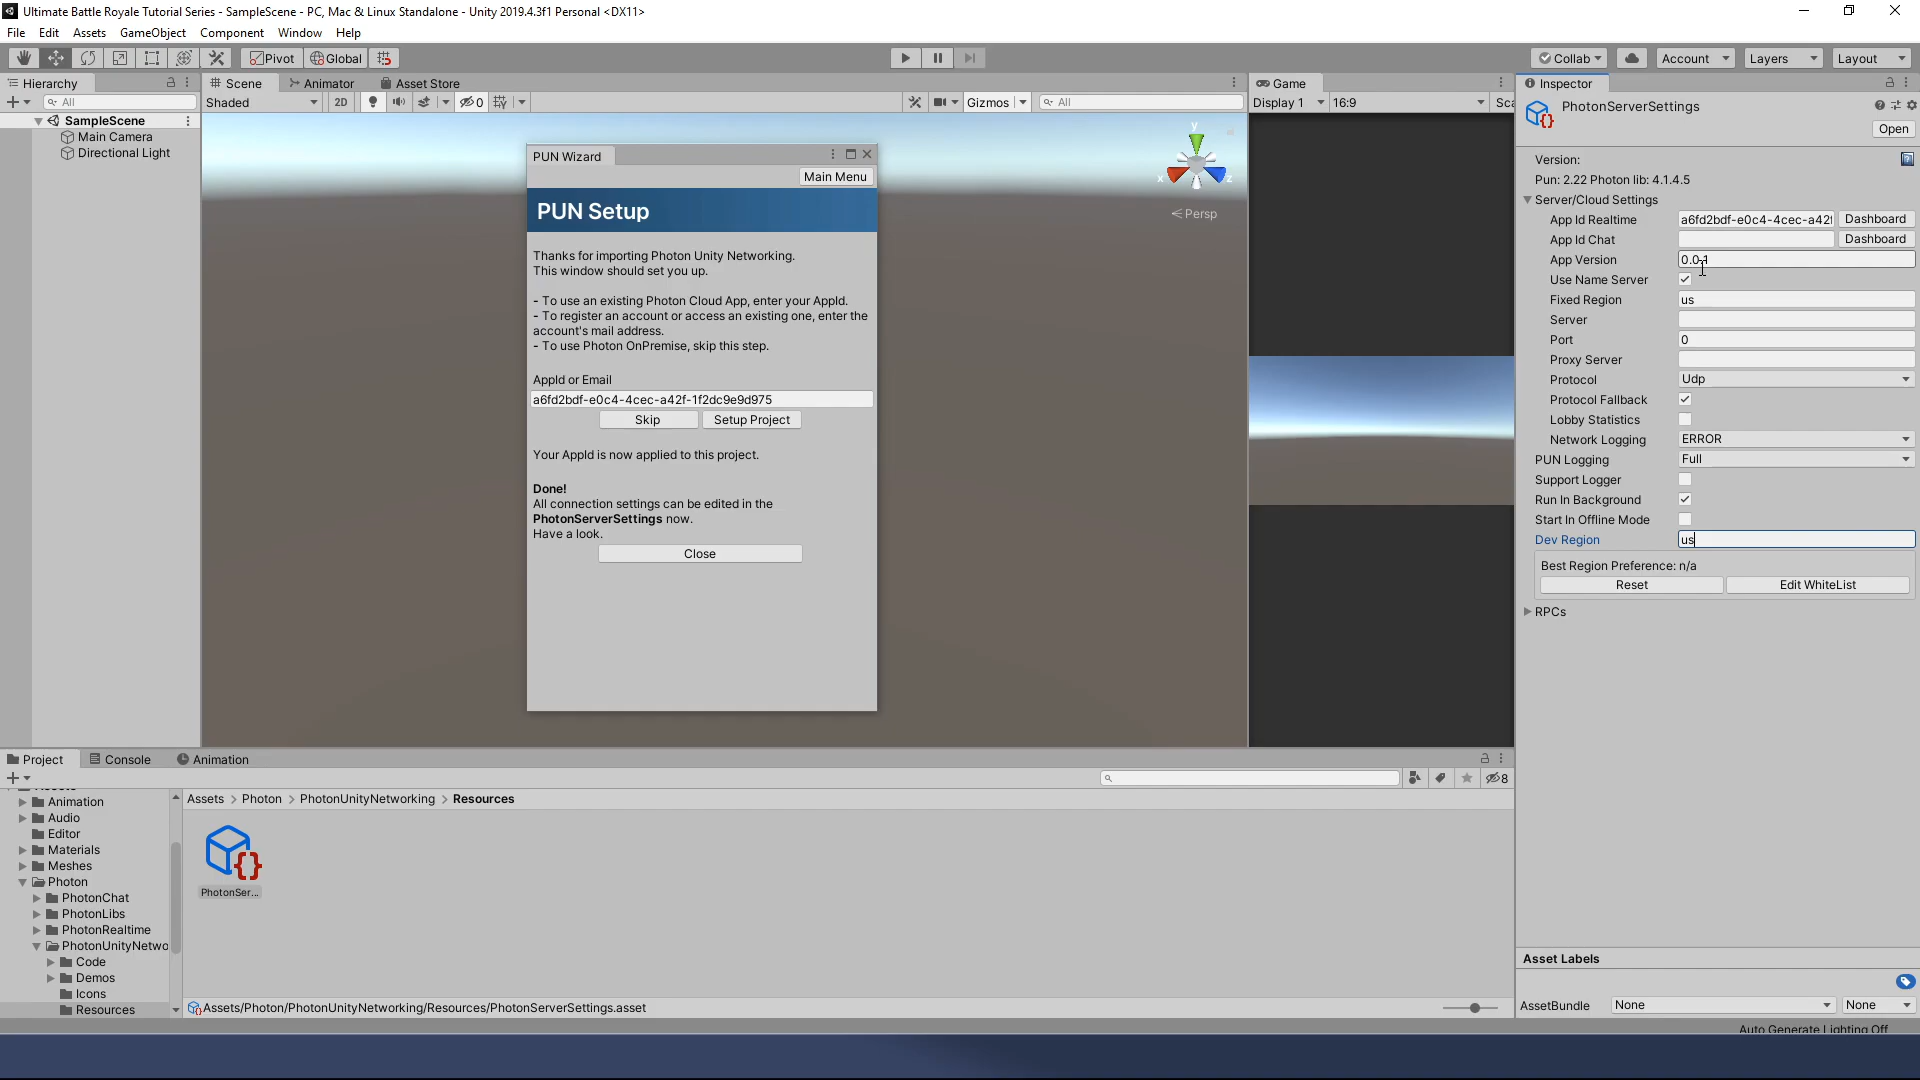 Ultimate Battle Royale Tutorial Series - SampleScene - PC, Mac & Linux Standalone - Unity 2019.4.3f1 Personal <DX11>
File Edit Assets GameObject Component Window Help
Pivot Global Collab Account Layers Layout
Hierarchy
All
SampleScene
Main Camera
Directional Light
Scene Animator Asset Store
Shaded 2D 0 Gizmos All
y
x z
Persp
PUN Wizard
Main Menu
PUN Setup
Thanks for importing Photon Unity Networking.
This window should set you up.
- To use an existing Photon Cloud App, enter your AppId.
- To register an account or access an existing one, enter the
account's mail address.
- To use Photon OnPremise, skip this step.
AppId or Email
a6fd2bdf-e0c4-4cec-a42f-1f2dc9e9d975
Skip Setup Project
Your AppId is now applied to this project.
Done!
All connection settings can be edited in the
PhotonServerSettings now.
Have a look.
Close
Game
Display 1 16:9 Sca
Inspector
PhotonServerSettings
Open
Version:
Pun: 2.22 Photon lib: 4.1.4.5
Server/Cloud Settings
App Id Realtime a6fd2bdf-e0c4-4cec-a42f Dashboard
App Id Chat Dashboard
App Version 0.0.1
Use Name Server
Fixed Region us
Server
Port 0
Proxy Server
Protocol Udp
Protocol Fallback
Lobby Statistics
Network Logging ERROR
PUN Logging Full
Support Logger
Run In Background
Start In Offline Mode
Dev Region us
Best Region Preference: n/a
Reset Edit WhiteList
RPCs
Project Console Animation
8
Assets
Animation
Audio
Editor
Materials
Meshes
Photon
PhotonChat
PhotonLibs
PhotonRealtime
PhotonUnityNetwo
Code
Demos
Icons
Resources
Assets > Photon > PhotonUnityNetworking > Resources
PhotonSer...
Assets/Photon/PhotonUnityNetworking/Resources/PhotonServerSettings.asset
Asset Labels
AssetBundle None None
Auto Generate Lighting Off